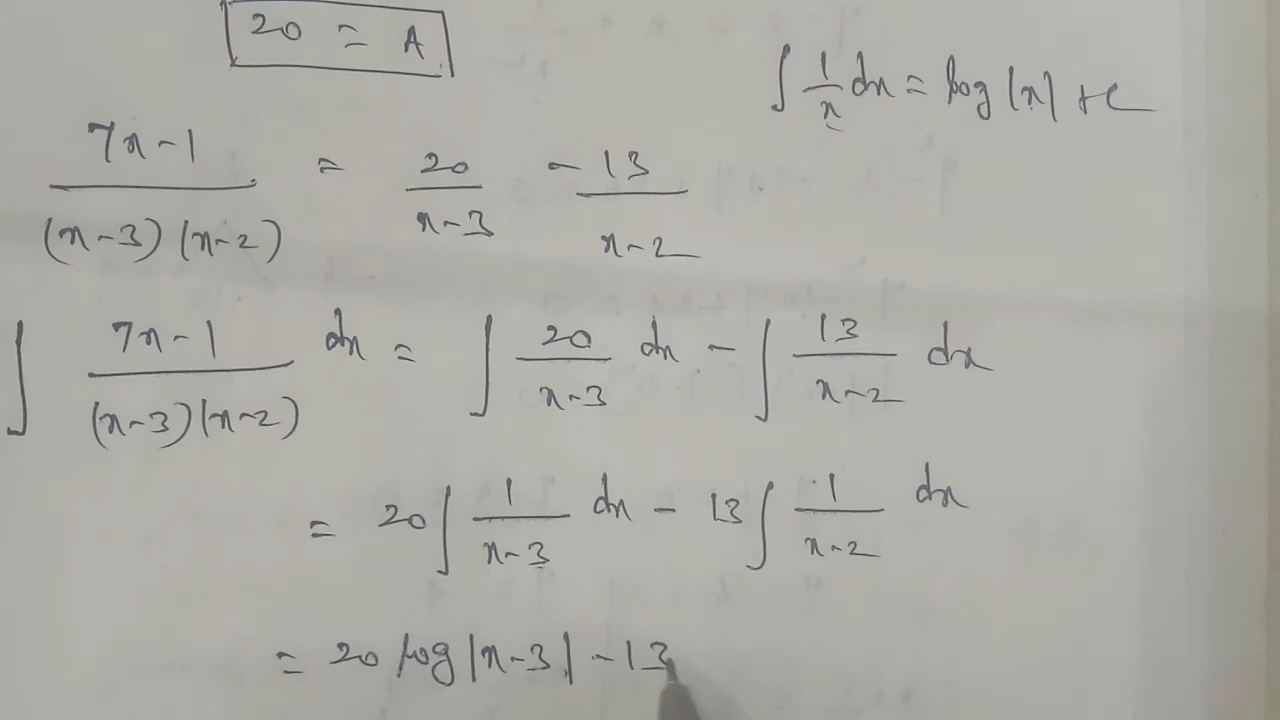 20 = A
∫ 1/x dx = log |x| + c
7x-1 / (x-3)(x-2) = 20 / x-3 - 13 / x-2
∫ 7x-1 / (x-3)(x-2) dx = ∫ 20 / x-3 dx - ∫ 13 / x-2 dx
= 20 ∫ 1 / x-3 dx - 13 ∫ 1 / x-2 dx
= 20 log |x-3| - 13